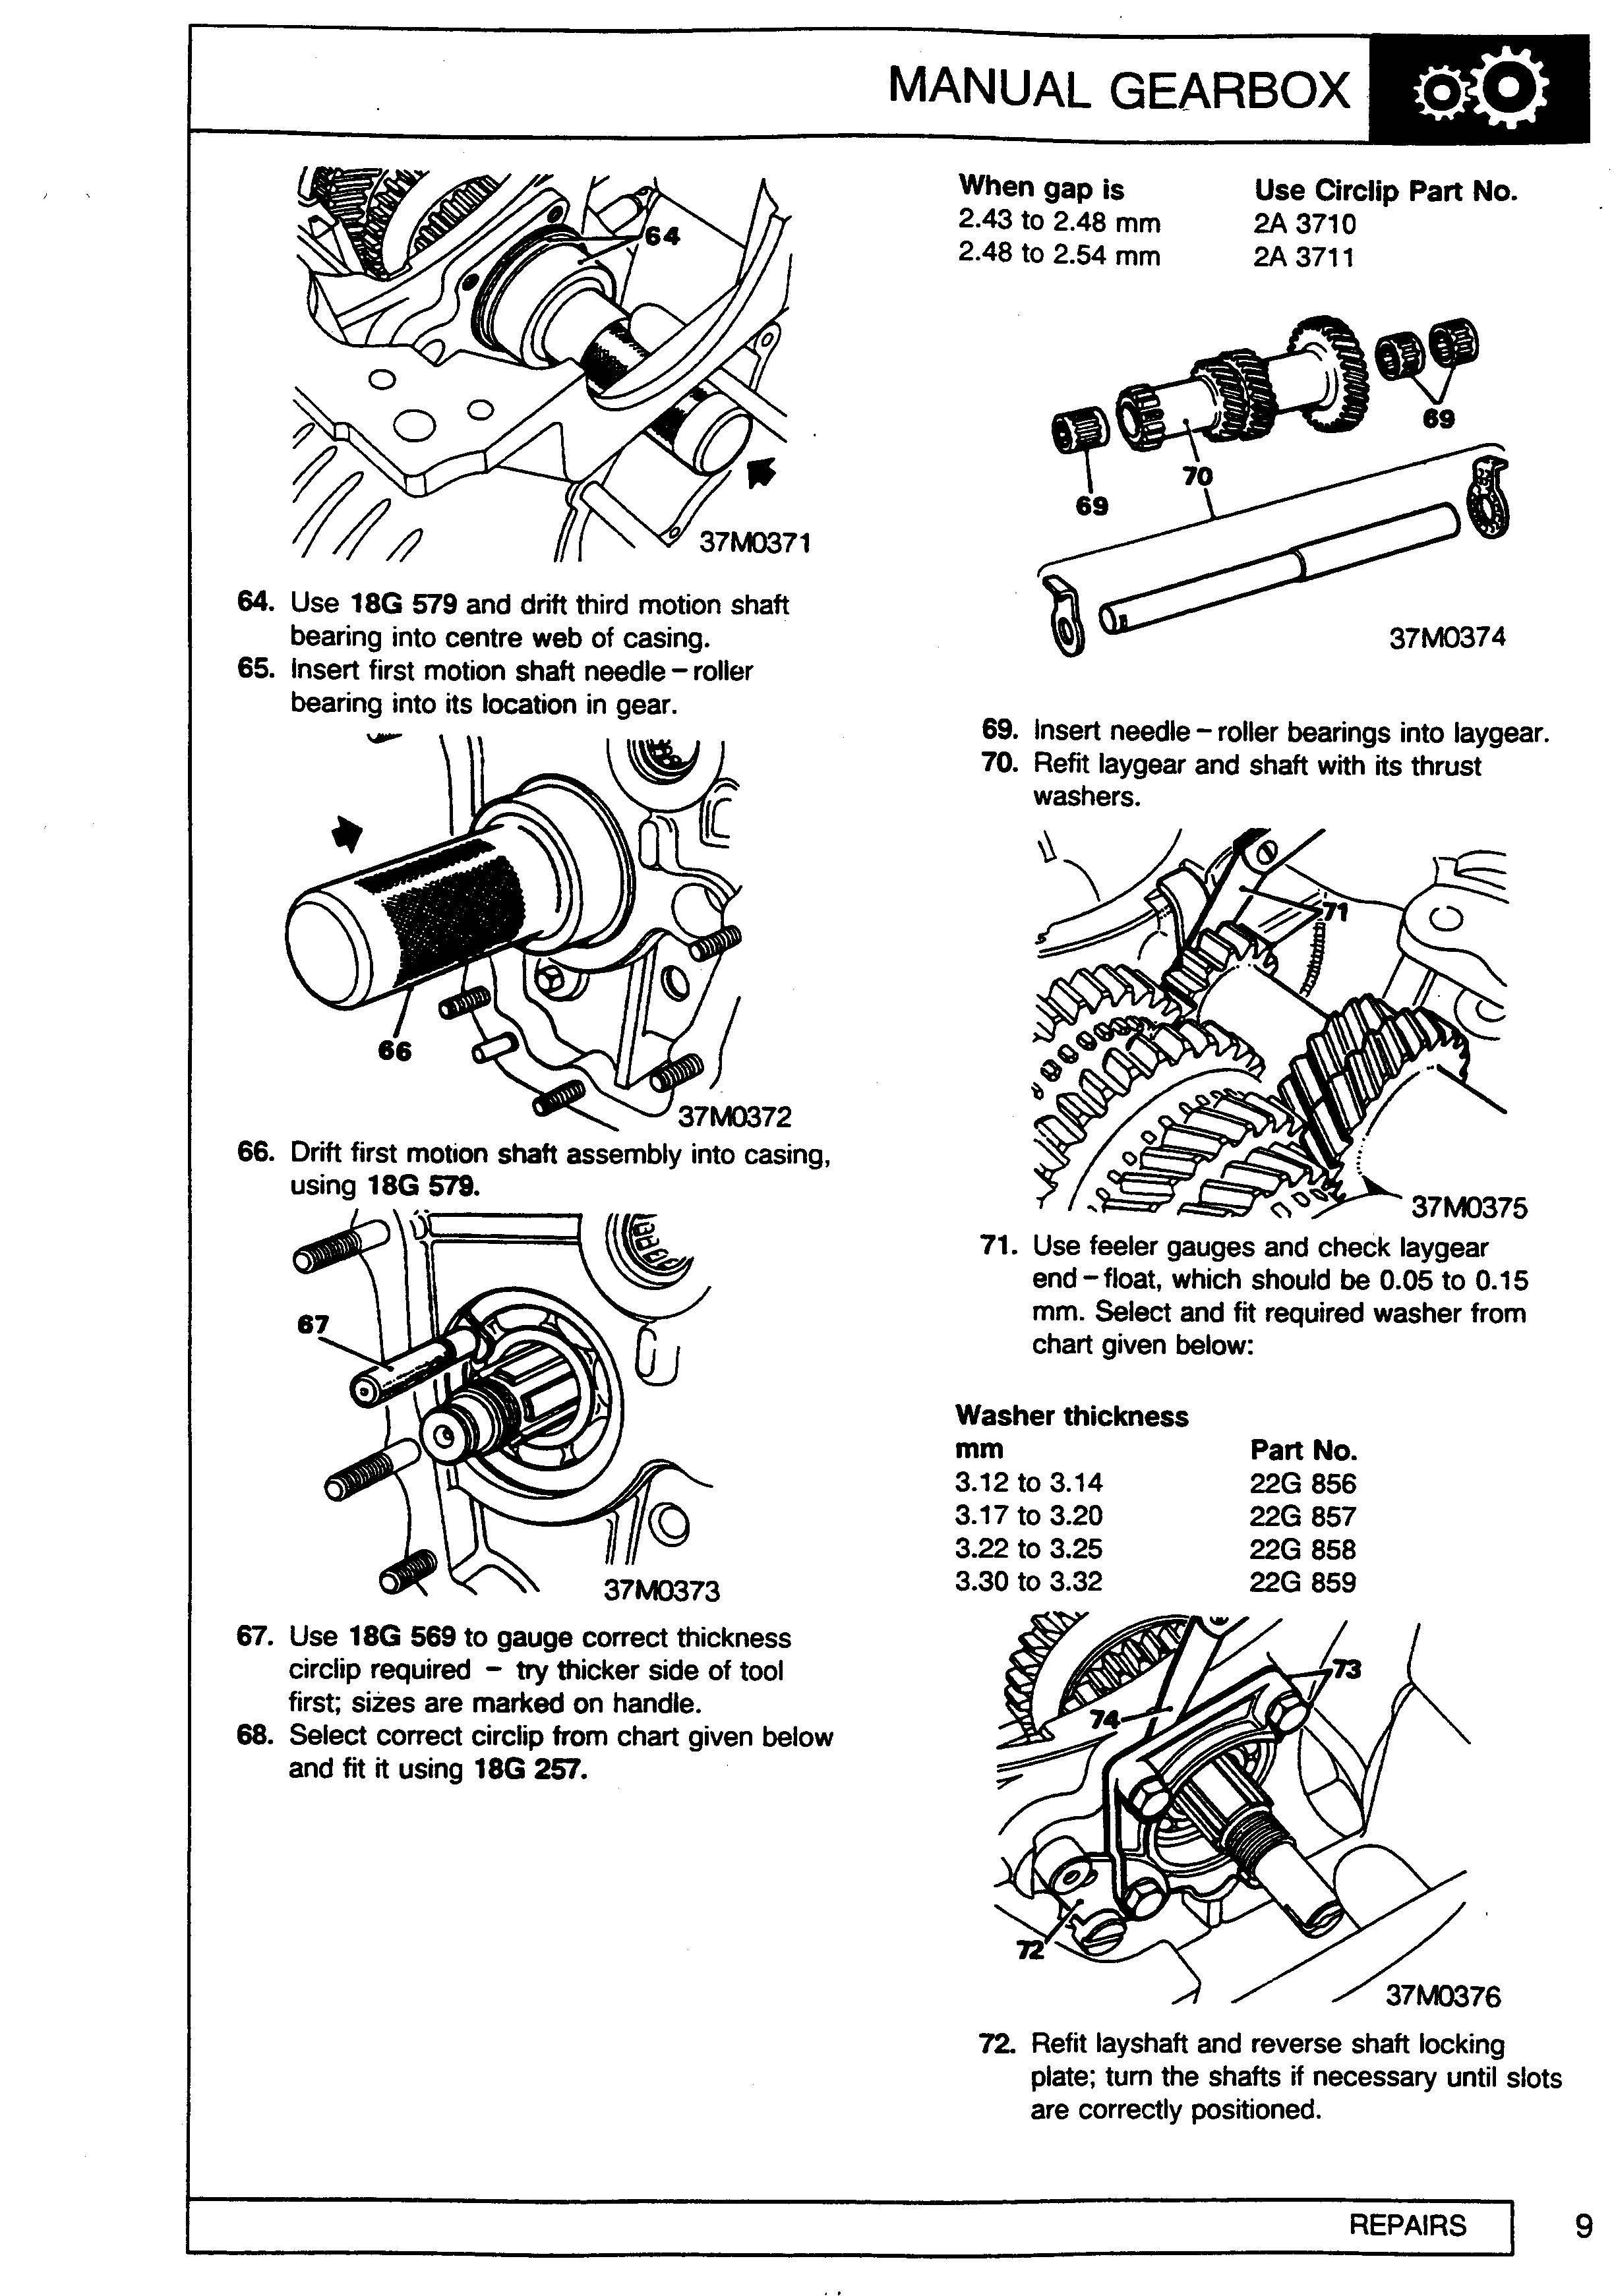 MANUAL GEARBOX
64
37M0371
64. Use 18G 579 and drift third motion shaft
bearing into centre web of casing.
65. Insert first motion shaft needle – roller
bearing into its location in gear.
66
37M0372
66. Drift first motion shaft assembly into casing,
using 18G 579.
67
37M0373
67. Use 18G 569 to gauge correct thickness
circlip required – try thicker side of tool
first; sizes are marked on handle.
68. Select correct circlip from chart given below
and fit it using 18G 257.
When gap is Use Circlip Part No.
2.43 to 2.48 mm 2A 3710
2.48 to 2.54 mm 2A 3711
69
70
69
37M0374
69. Insert needle – roller bearings into laygear.
70. Refit laygear and shaft with its thrust
washers.
71
37M0375
71. Use feeler gauges and check laygear
end – float, which should be 0.05 to 0.15
mm. Select and fit required washer from
chart given below:
Washer thickness
mm Part No.
3.12 to 3.14 22G 856
3.17 to 3.20 22G 857
3.22 to 3.25 22G 858
3.30 to 3.32 22G 859
73
74
72
37M0376
72. Refit layshaft and reverse shaft locking
plate; turn the shafts if necessary until slots
are correctly positioned.
REPAIRS 9